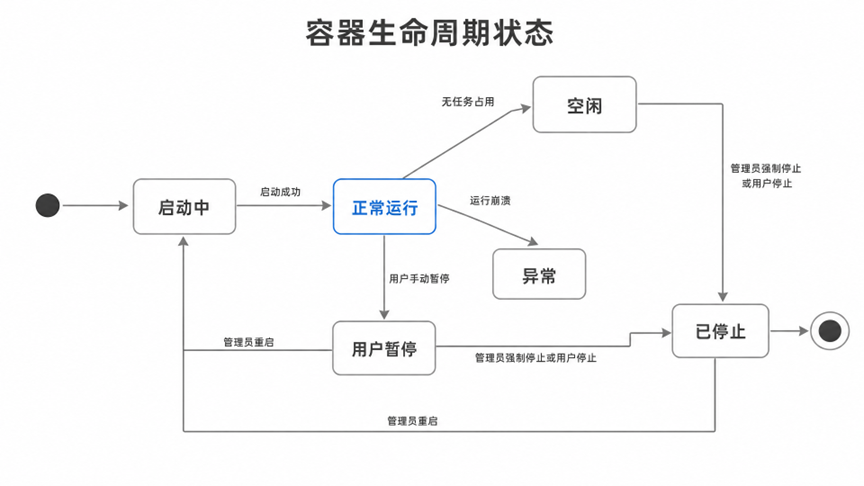 容器生命周期状态
无任务占用
空闲
管理员强制停止
或用户停止
启动中
启动成功
正常运行
运行崩溃
用户手动暂停
异常
管理员重启
用户暂停
管理员强制停止或用户停止
已停止
管理员重启